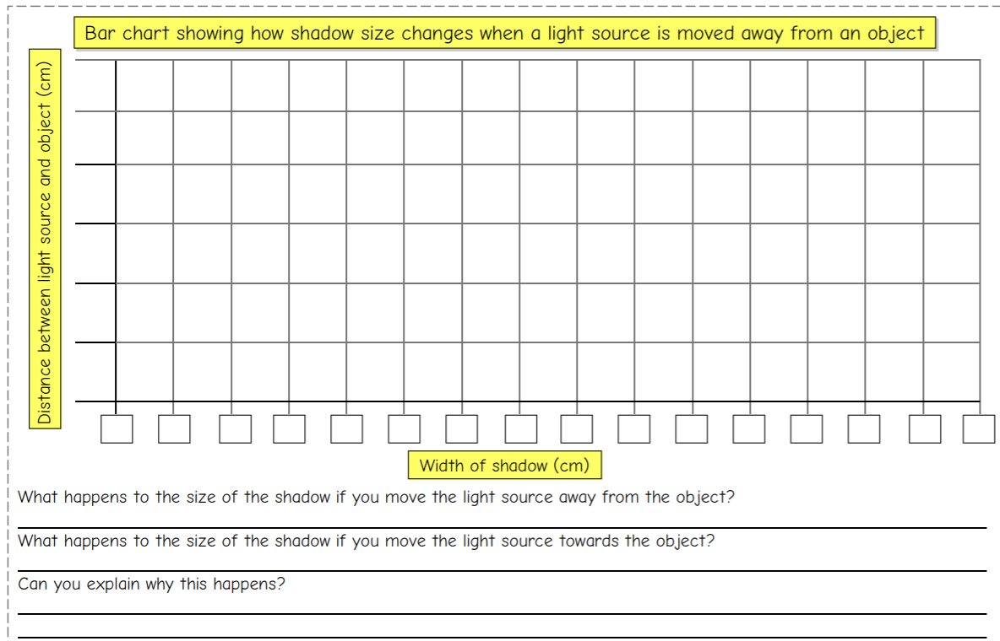 Bar chart showing how shadow size changes when a light source is moved away from an object
Distance between light source and object (cm)
Width of shadow (cm)
What happens to the size of the shadow if you move the light source away from the object?
What happens to the size of the shadow if you move the light source towards the object?
Can you explain why this happens?